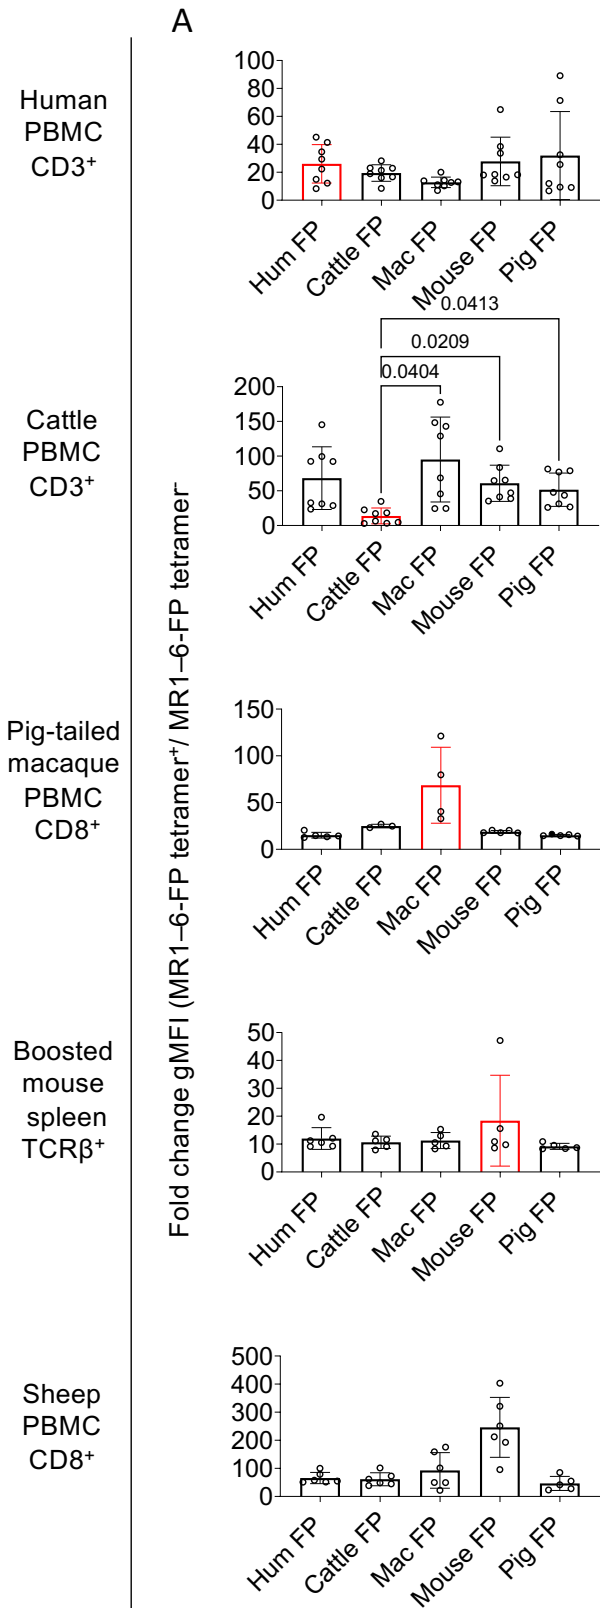 A
Human
PBMC
CD3⁺
100
80
60
40
20
0
Hum FP
Cattle FP
Mac FP
Mouse FP
Pig FP
Cattle
PBMC
CD3⁺
0.0413
0.0209
0.0404
200
150
100
50
0
Hum FP
Cattle FP
Mac FP
Mouse FP
Pig FP
Fold change gMFI (MR1–6-FP tetramer⁺/ MR1–6-FP tetramer⁻
Pig-tailed
macaque
PBMC
CD8⁺
150
100
50
0
Hum FP
Cattle FP
Mac FP
Mouse FP
Pig FP
Boosted
mouse
spleen
TCRβ⁺
50
40
30
20
10
0
Hum FP
Cattle FP
Mac FP
Mouse FP
Pig FP
Sheep
PBMC
CD8⁺
500
400
300
200
100
0
Hum FP
Cattle FP
Mac FP
Mouse FP
Pig FP